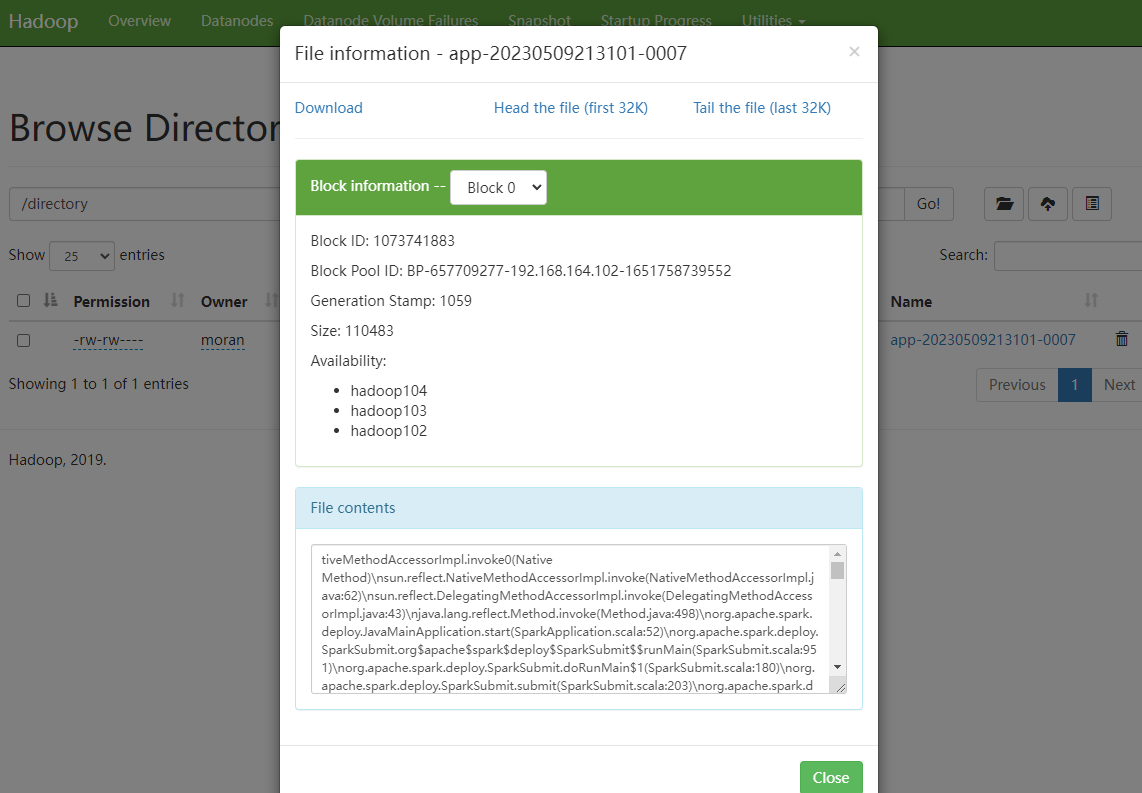 Hadoop Overview Datanodes Datanode Volume Failures Snapshot Startup Progress Utilities
File information - app-20230509213101-0007 ×
Download Head the file (first 32K) Tail the file (last 32K)
Browse Director
Block information -- Block 0
/directory Go!
Block ID: 1073741883
Show 25 entries Search:
Block Pool ID: BP-657709277-192.168.164.102-1651758739552
Permission Owner Name
Generation Stamp: 1059
Size: 110483
-rw-rw---- moran app-20230509213101-0007
Availability:
Showing 1 to 1 of 1 entries Previous 1 Next
hadoop104
hadoop103
hadoop102
Hadoop, 2019.
File contents
tiveMethodAccessorImpl.invoke0(Native
Method)\nsun.reflect.NativeMethodAccessorImpl.invoke(NativeMethodAccessorImpl.j
ava:62)\nsun.reflect.DelegatingMethodAccessorImpl.invoke(DelegatingMethodAccess
orImpl.java:43)\njava.lang.reflect.Method.invoke(Method.java:498)\norg.apache.spark.
deploy.JavaMainApplication.start(SparkApplication.scala:52)\norg.apache.spark.deploy.
SparkSubmit.org$apache$spark$deploy$SparkSubmit$$runMain(SparkSubmit.scala:95
1)\norg.apache.spark.deploy.SparkSubmit.doRunMain$1(SparkSubmit.scala:180)\norg.
apache.spark.deploy.SparkSubmit.submit(SparkSubmit.scala:203)\norg.apache.spark.d
Close